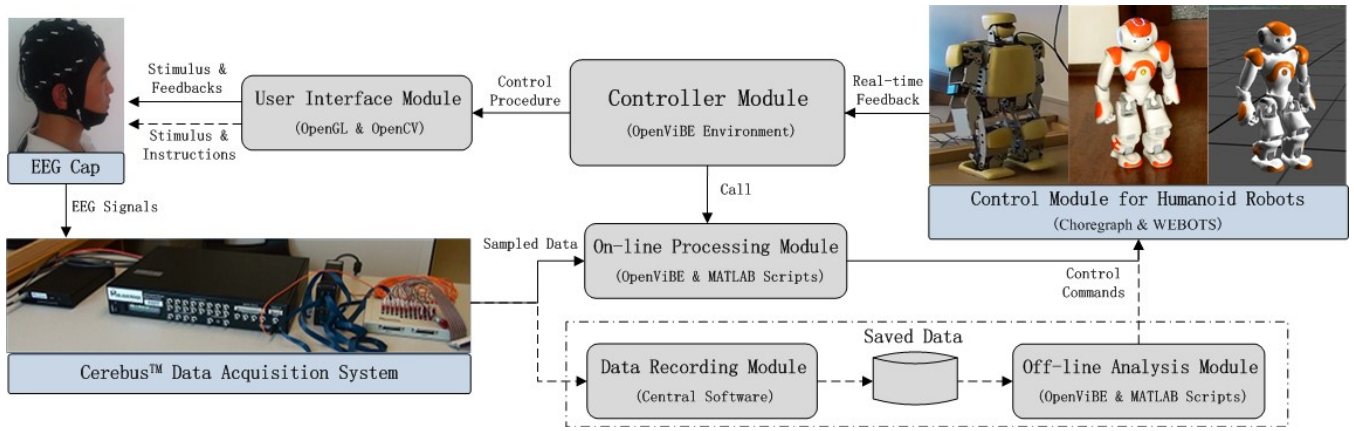 Stimulus &
Feedbacks
Stimulus &
Instructions
EEG Cap
EEG Signals
User Interface Module
(OpenGL & OpenCV)
Control
Procedure
Controller Module
(OpenViBE Environment)
Real-time
Feedback
Control Module for Humanoid Robots
(Choregraph & WEBOTS)
Call
Sampled Data
On-line Processing Module
(OpenViBE & MATLAB Scripts)
Control
Commands
Cerebus™ Data Acquisition System
Data Recording Module
(Central Software)
Saved Data
Off-line Analysis Module
(OpenViBE & MATLAB Scripts)